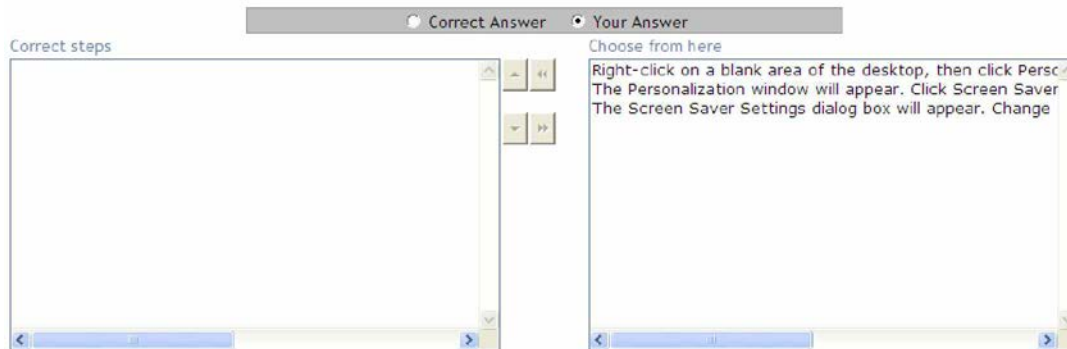 Correct Answer Your Answer
Correct steps
Choose from here
Right-click on a blank area of the desktop, then click
The Personalization window will appear. Click Screen Saver
The Screen Saver Settings dialog box will appear. Change